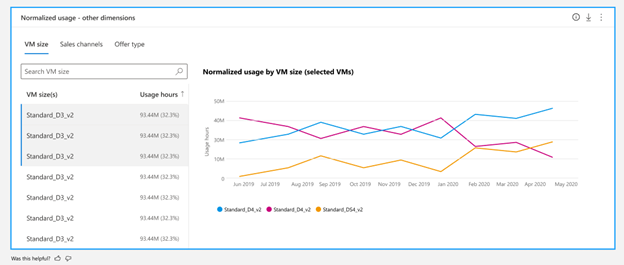 Normalized usage - other dimensions
VM size Sales channels Offer type
Search VM size
VM size(s) Usage hours ↑
Standard_D3_v2 93.44M (32.3%)
Standard_D3_v2 93.44M (32.3%)
Standard_D3_v2 93.44M (32.3%)
Standard_D3_v2 93.44M (32.3%)
Standard_D3_v2 93.44M (32.3%)
Standard_D3_v2 93.44M (32.3%)
Standard_D3_v2 93.44M (32.3%)
Normalized usage by VM size (selected VMs)
Usage hours
50M
40M
30M
20M
10M
0
Jun 2019 Jul 2019 Aug 2019 Sep 2019 Oct 2019 Nov 2019 Dec 2019 Jan 2020 Feb 2020 Mar 2020 Apr 2020 May 2020
Standard_D4_v2 Standard_D4_v2 Standard_DS4_v2
Was this helpful?